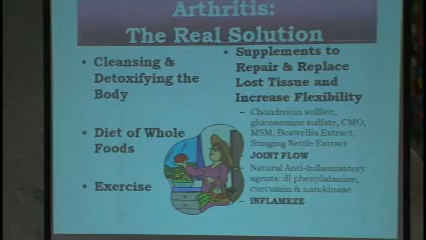 Arthritis:
The Real Solution
• Cleansing &
Detoxifying the
Body
• Diet of Whole
Foods
• Exercise
• Supplements to
Repair & Replace
Lost Tissue and
Increase Flexibility
– Chondroitin sulfate,
glucosamine sulfate, CMO,
MSM, Boswellia Extract,
Stinging Nettle Extract
JOINT FLOW
– Natural Anti-Inflammatory
agents: dl phenylalanine,
curcumin & natokinase
– INFLAMEZE